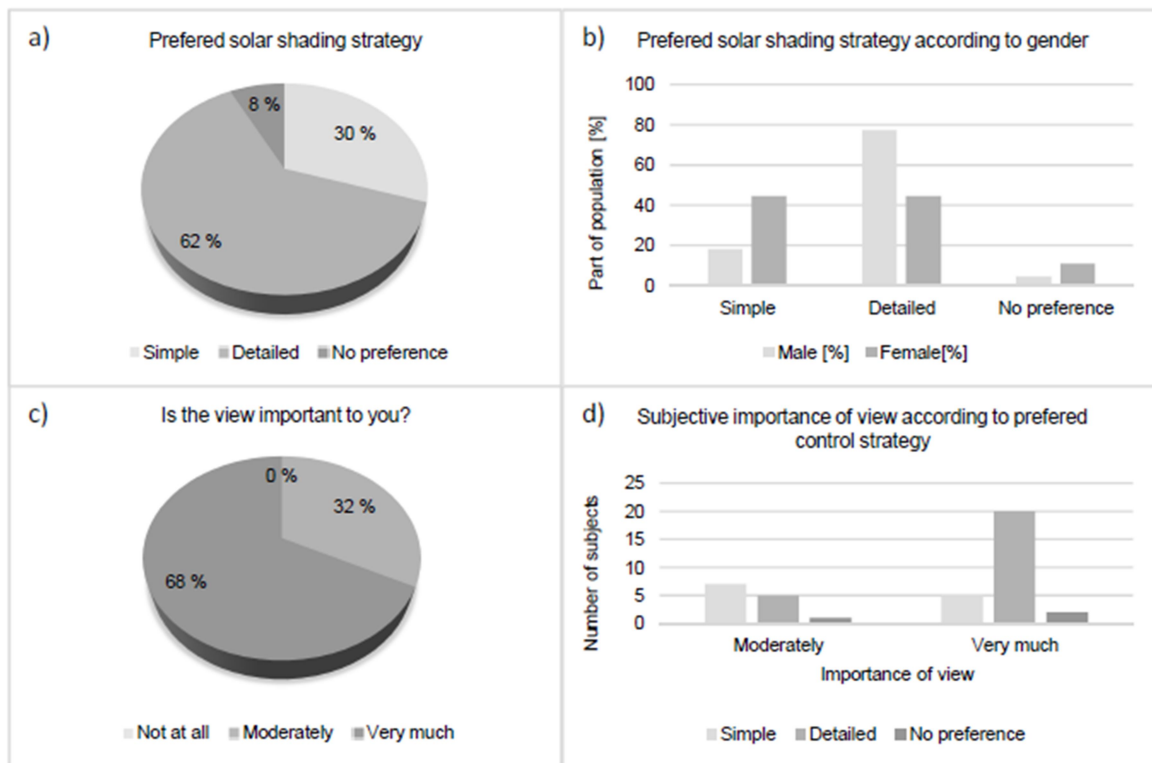 a)
Prefered solar shading strategy
8 %
30 %
62 %
Simple Detailed No preference
b)
Prefered solar shading strategy according to gender
Part of population [%]
100
80
60
40
20
0
Simple Detailed No preference
Male [%] Female[%]
c)
Is the view important to you?
0 %
32 %
68 %
Not at all Moderately Very much
d)
Subjective importance of view according to prefered
control strategy
Number of subjects
25
20
15
10
5
0
Moderately Very much
Importance of view
Simple Detailed No preference